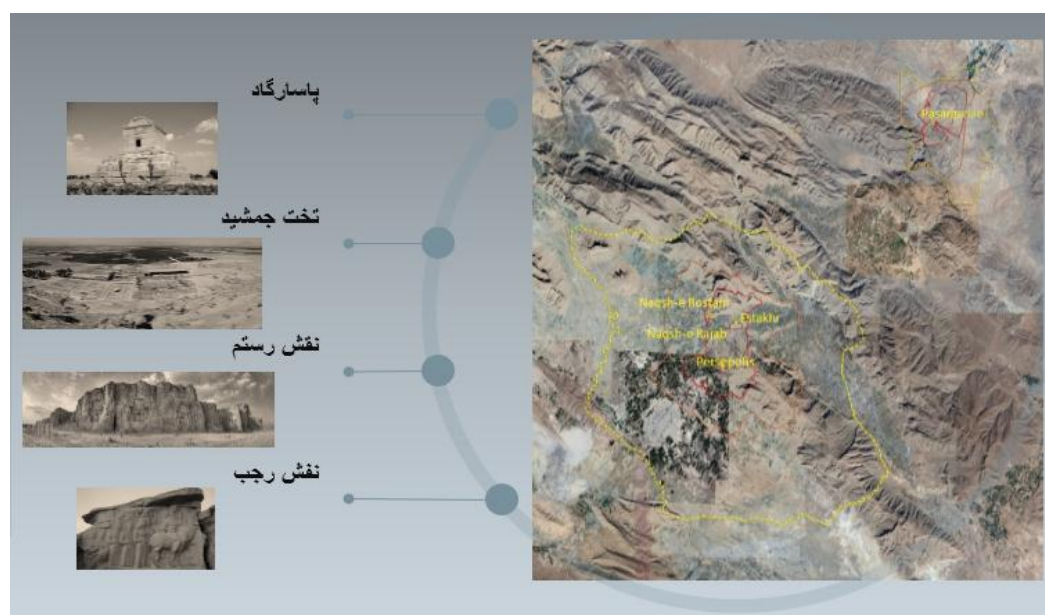 پاسارگاد
تخت جمشید
نقش رستم
نقش رجب
Pasargadae
Naqsh-e Rostam
Estakhr
Naqsh-e Rajab
Persepolis